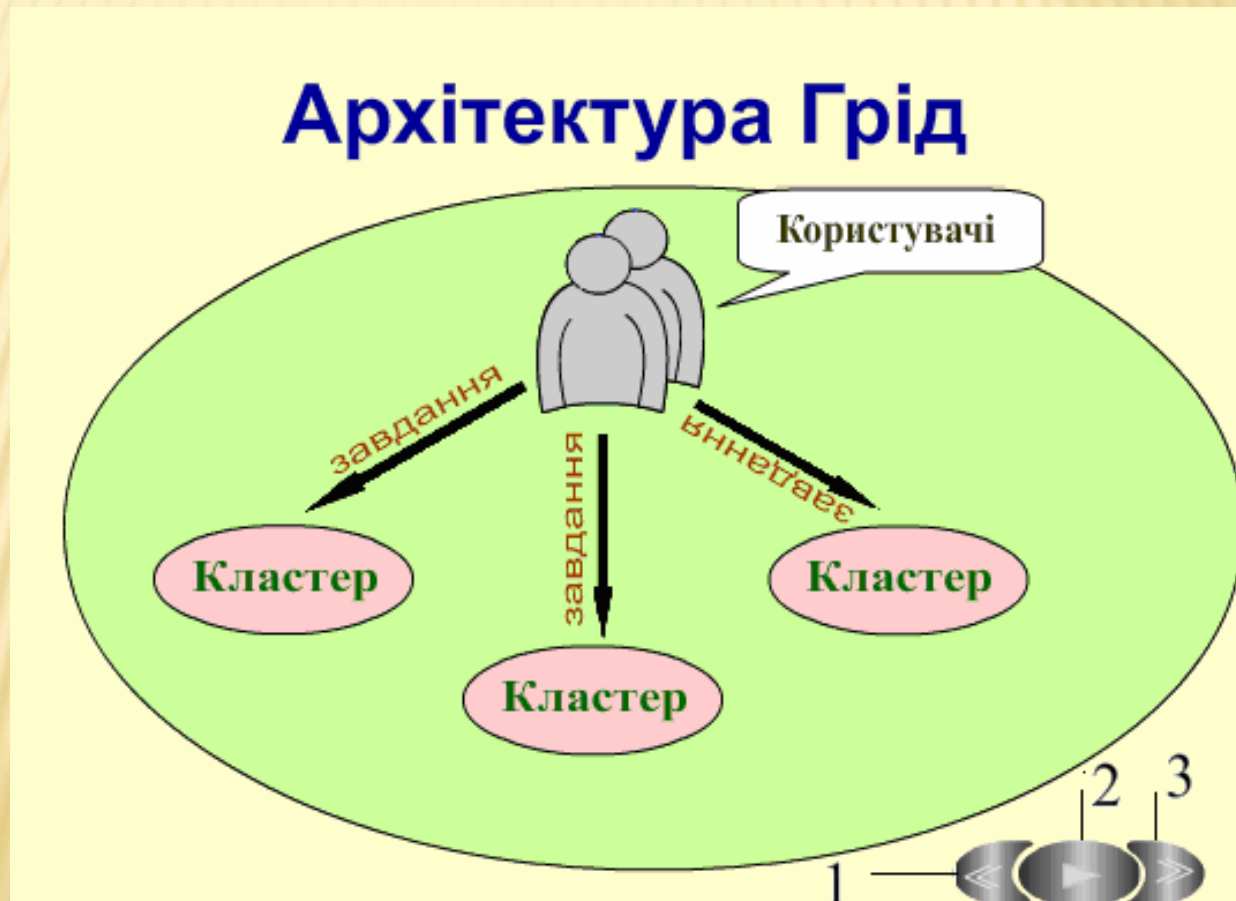 Архітектура Грід
Користувачі
завдання
завдання
завдання
Кластер
Кластер
Кластер
2
3
1